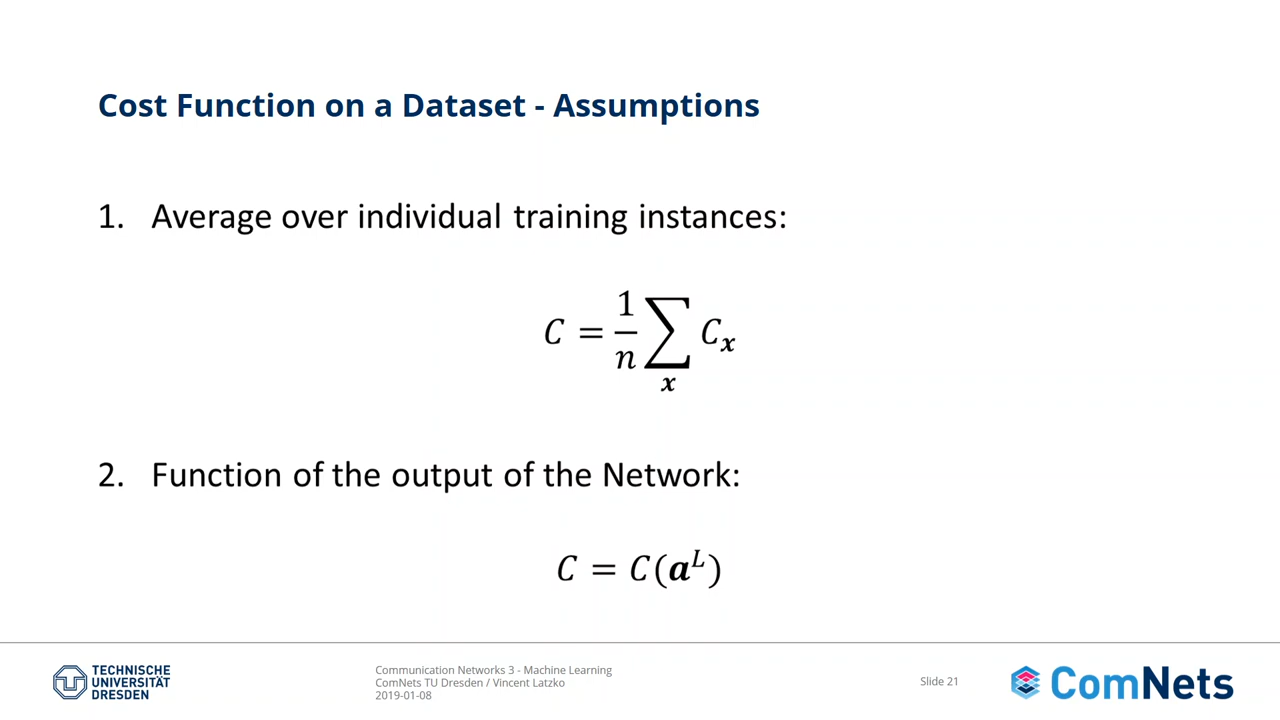 Cost Function on a Dataset - Assumptions
1. Average over individual training instances:
C = 1/n ∑_x C_x
2. Function of the output of the Network:
C = C(a^L)
TECHNISCHE
UNIVERSITÄT
DRESDEN
Communication Networks 3 - Machine Learning
ComNets TU Dresden / Vincent Latzko
2019-01-08
Slide 21
ComNets